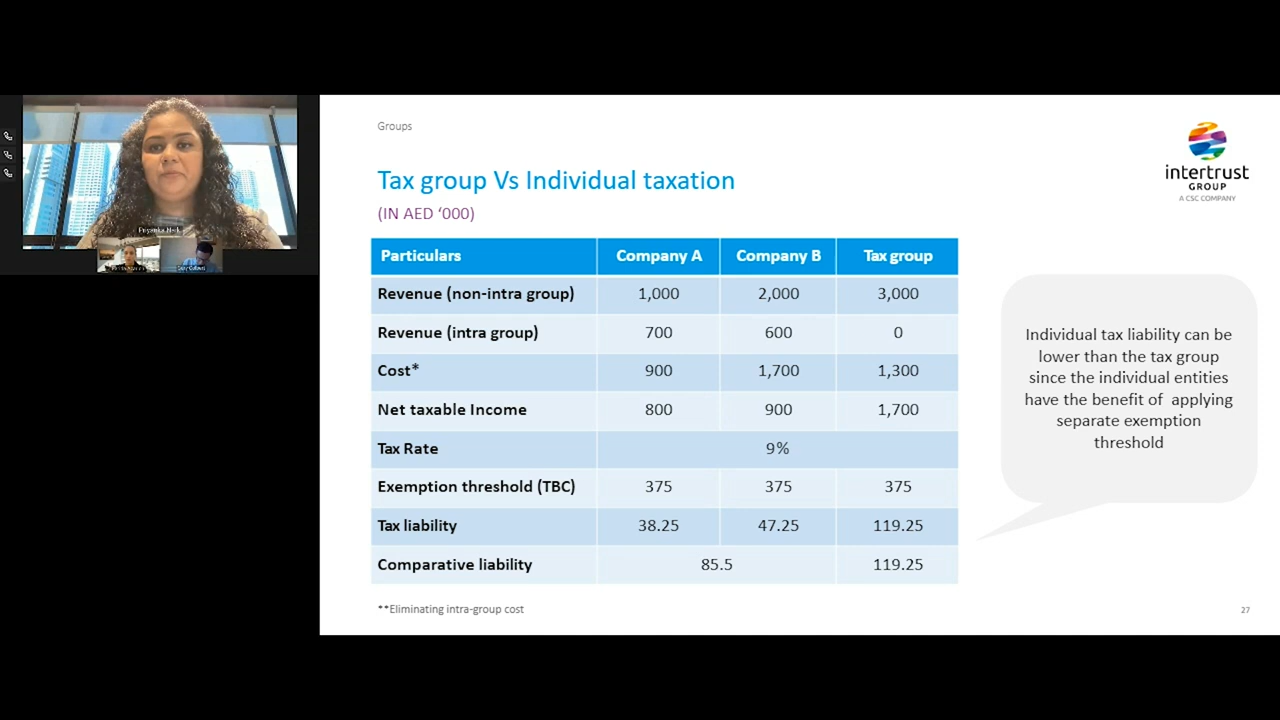 Groups
intertrust
GROUP
A CSC COMPANY
Tax group Vs Individual taxation
(IN AED ‘000)
Particulars Company A Company B Tax group
Revenue (non-intra group) 1,000 2,000 3,000
Revenue (intra group) 700 600 0
Cost* 900 1,700 1,300
Net taxable Income 800 900 1,700
Tax Rate 9%
Exemption threshold (TBC) 375 375 375
Tax liability 38.25 47.25 119.25
Comparative liability 85.5 119.25
**Eliminating intra-group cost
Individual tax liability can be
lower than the tax group
since the individual entities
have the benefit of applying
separate exemption
threshold
27